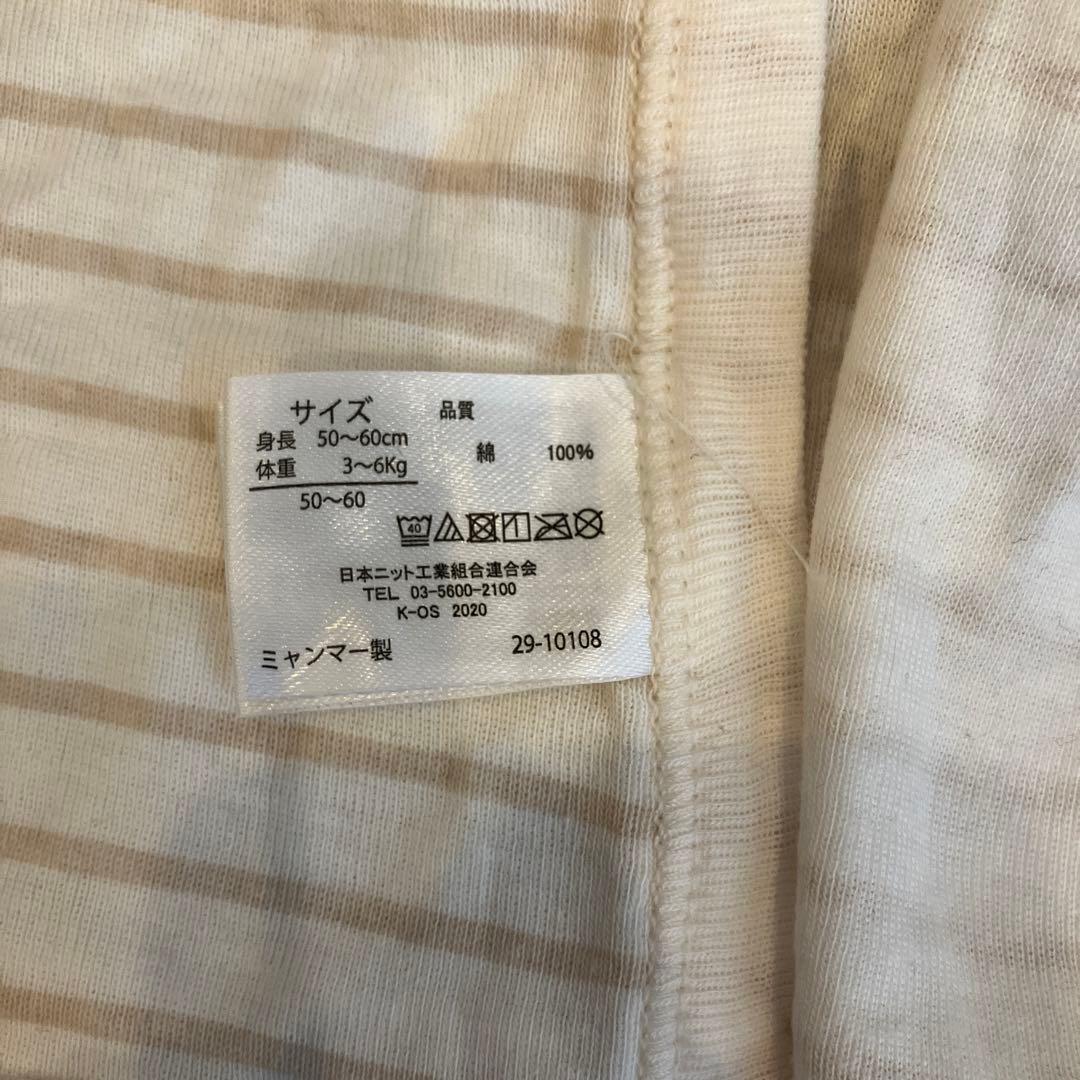 サイズ
身長 50〜60cm
体重 3〜6Kg
50〜60
品質
綿 100%
40
日本ニット工業組合連合会
TEL 03-5600-2100
K-OS 2020
ミャンマー製
29-10108